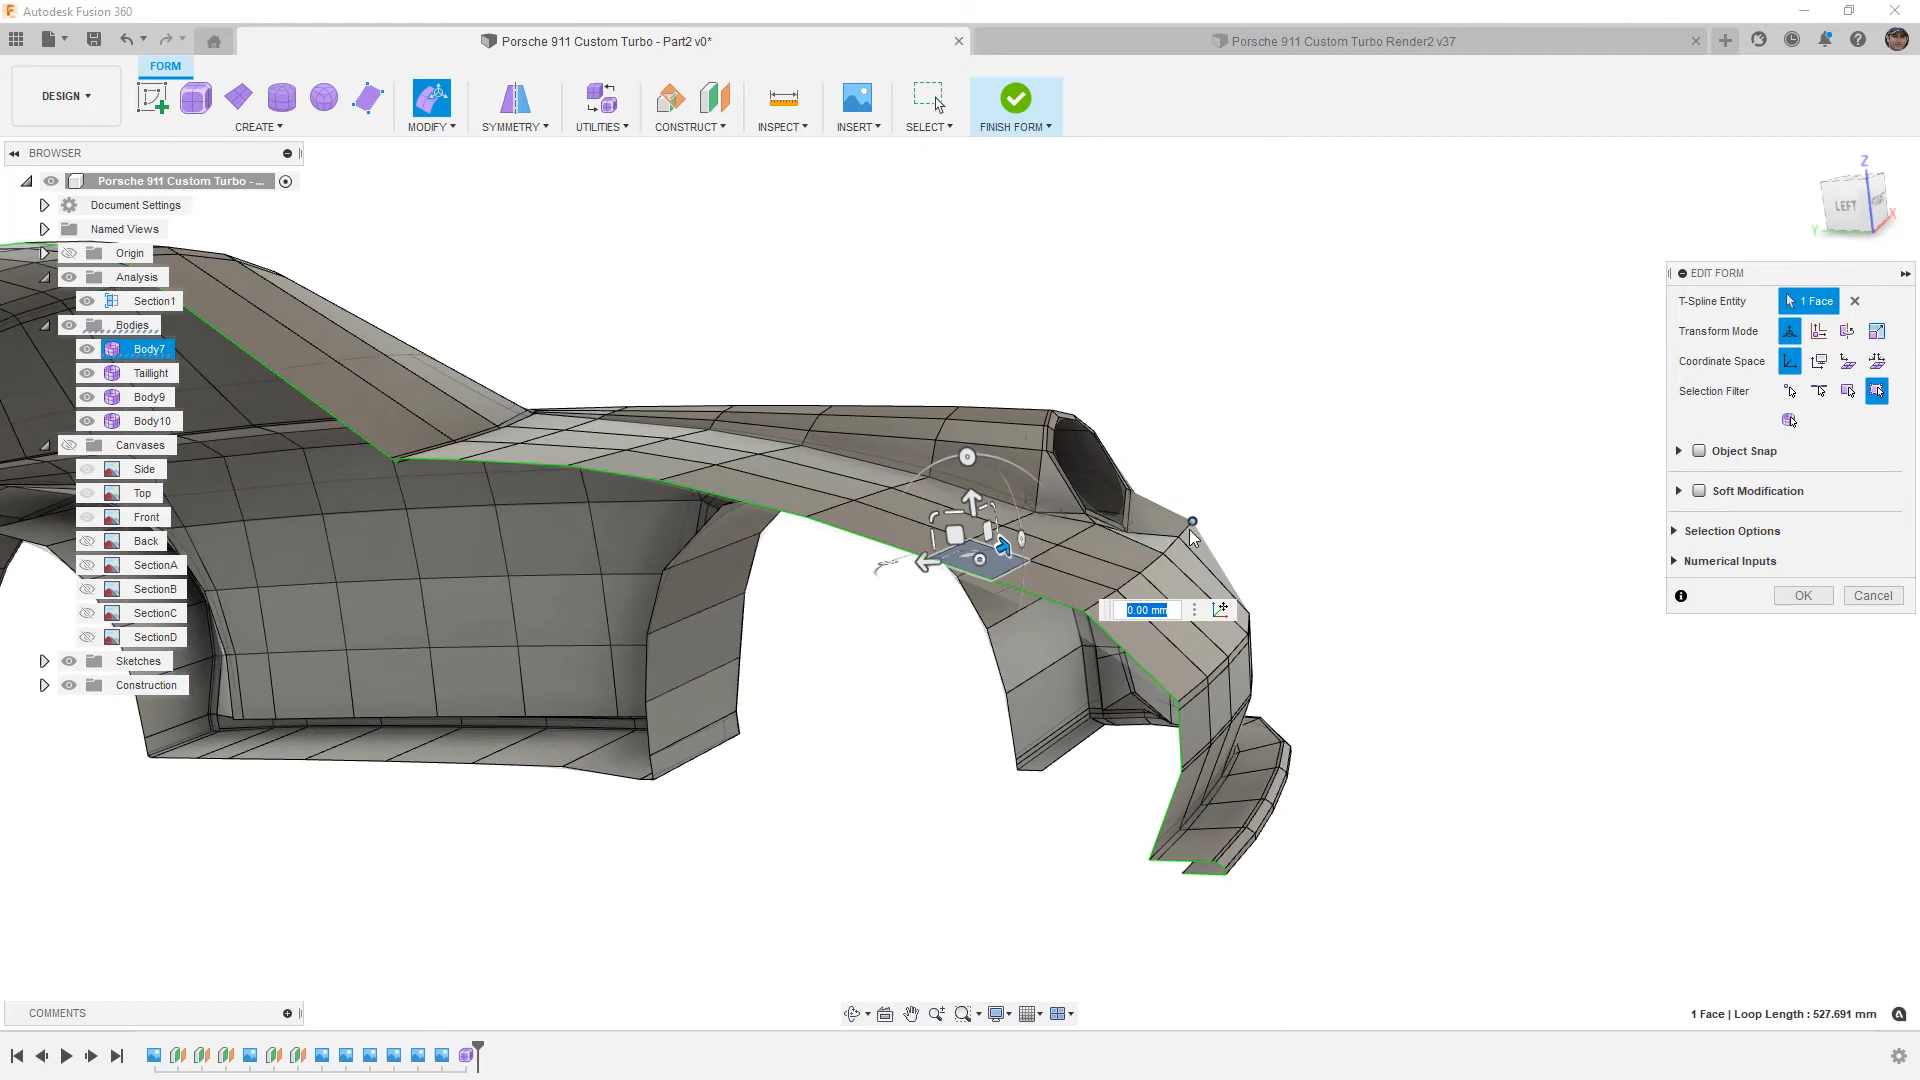 Autodesk Fusion 360
Porsche 911 Custom Turbo - Part2 v0*
Porsche 911 Custom Turbo Render2 v37
FORM
DESIGN
CREATE
MODIFY
SYMMETRY
UTILITIES
CONSTRUCT
INSPECT
INSERT
SELECT
FINISH FORM
BROWSER
Porsche 911 Custom Turbo - ...
Document Settings
Named Views
Origin
Analysis
Section1
Bodies
Body7
Taillight
Body9
Body10
Canvases
Side
Top
Front
Back
SectionA
SectionB
SectionC
SectionD
Sketches
Construction
Z
LEFT
X
Y
EDIT FORM
T-Spline Entity
1 Face
Transform Mode
Coordinate Space
Selection Filter
Object Snap
Soft Modification
Selection Options
Numerical Inputs
OK
Cancel
0.00 mm
COMMENTS
1 Face | Loop Length : 527.691 mm